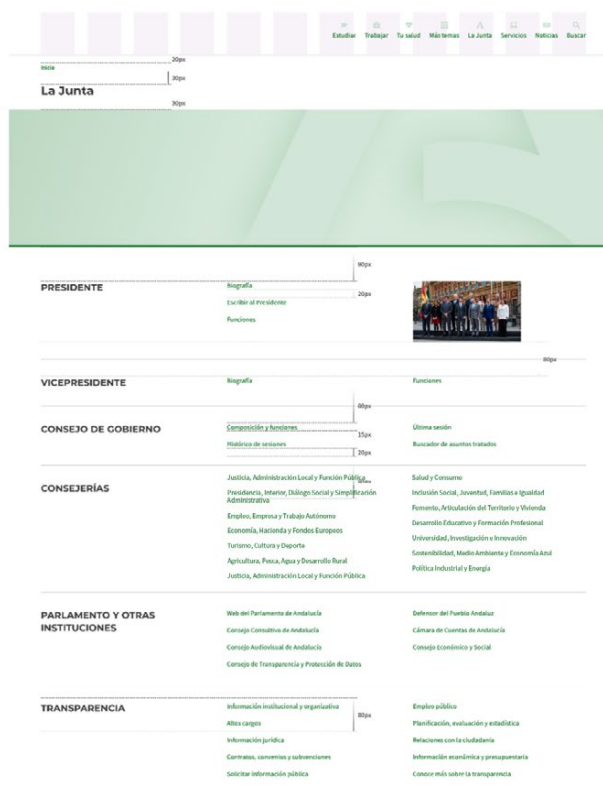 Estudiar Trabajar Tu salud Más temas La Junta Servicios Noticias Buscar
20px
Inicio
30px
La Junta
30px
90px
PRESIDENTE
Biografía
20px
Escribir al Presidente
Funciones
80px
VICEPRESIDENTE
Biografía
Funciones
80px
CONSEJO DE GOBIERNO
Composición y funciones
Última sesión
15px
Histórico de sesiones
Buscador de asuntos tratados
20px
CONSEJERÍAS
Justicia, Administración Local y Función Pública
Presidencia, Interior, Diálogo Social y Simplificación
Administrativa
Empleo, Empresa y Trabajo Autónomo
Economía, Hacienda y Fondos Europeos
Turismo, Cultura y Deporte
Agricultura, Pesca, Agua y Desarrollo Rural
Justicia, Administración Local y Función Pública
Salud y Consumo
Inclusión Social, Juventud, Familias e Igualdad
Fomento, Articulación del Territorio y Vivienda
Desarrollo Educativo y Formación Profesional
Universidad, Investigación e Innovación
Sostenibilidad, Medio Ambiente y Economía Azul
Política Industrial y Energía
PARLAMENTO Y OTRAS
INSTITUCIONES
Web del Parlamento de Andalucía
Consejo Consultivo de Andalucía
Consejo Audiovisual de Andalucía
Consejo de Transparencia y Protección de Datos
Defensor del Pueblo Andaluz
Cámara de Cuentas de Andalucía
Consejo Económico y Social
TRANSPARENCIA
80px
Información institucional y organizativa
Altos cargos
Información jurídica
Contratos, convenios y subvenciones
Solicitar información pública
Empleo público
Planificación, evaluación y estadística
Relaciones con la ciudadanía
Información económica y presupuestaria
Conoce más sobre la transparencia